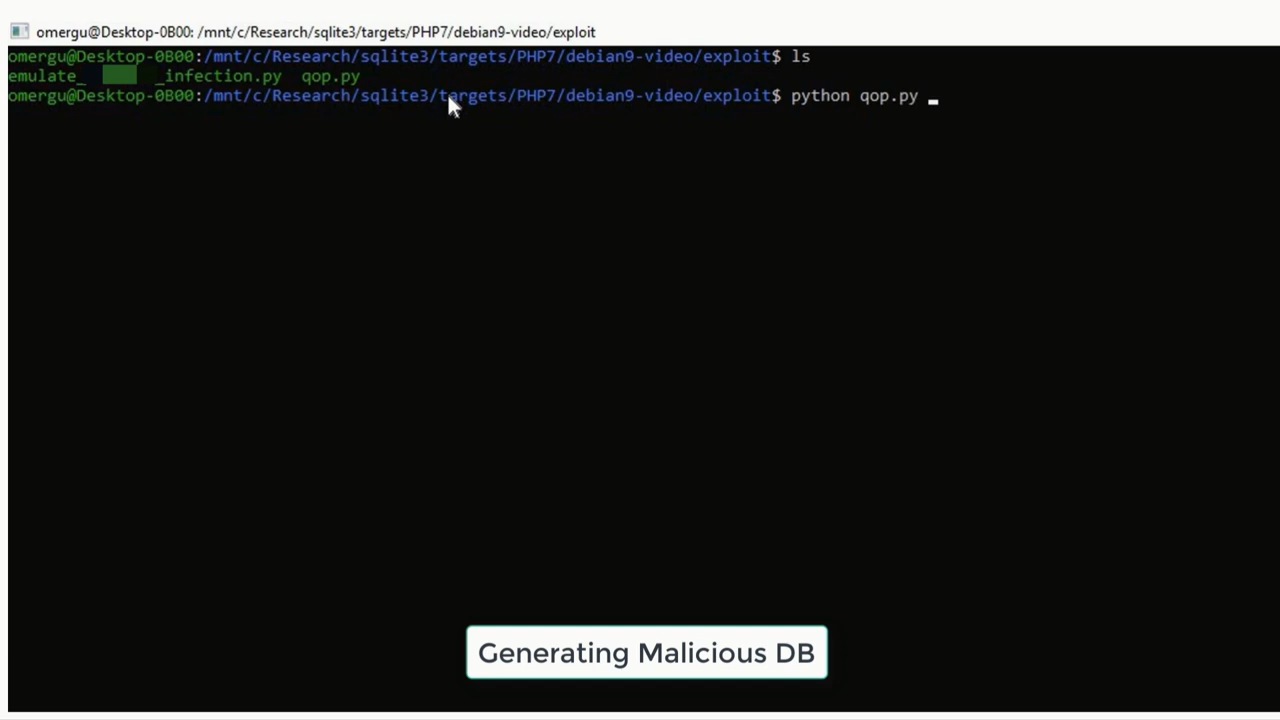 omergu@Desktop-0B00: /mnt/c/Research/sqlite3/targets/PHP7/debian9-video/exploit
omergu@Desktop-0B00:/mnt/c/Research/sqlite3/targets/PHP7/debian9-video/exploit$ ls
emulate_ _infection.py qop.py
omergu@Desktop-0B00:/mnt/c/Research/sqlite3/targets/PHP7/debian9-video/exploit$ python qop.py
Generating Malicious DB